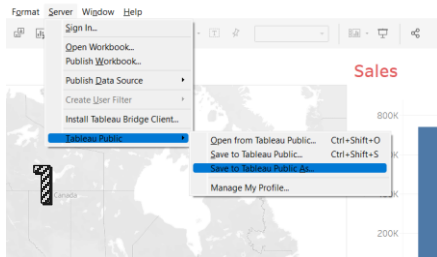 Format Server Window Help
Sign In...
Open Workbook...
Publish Workbook...
Publish Data Source
Create User Filter
Install Tableau Bridge Client...
Tableau Public
Open from Tableau Public... Ctrl+Shift+O
Save to Tableau Public... Ctrl+Shift+S
Save to Tableau Public As...
Manage My Profile...
Sales
800K
K
K
200K
Canada
1